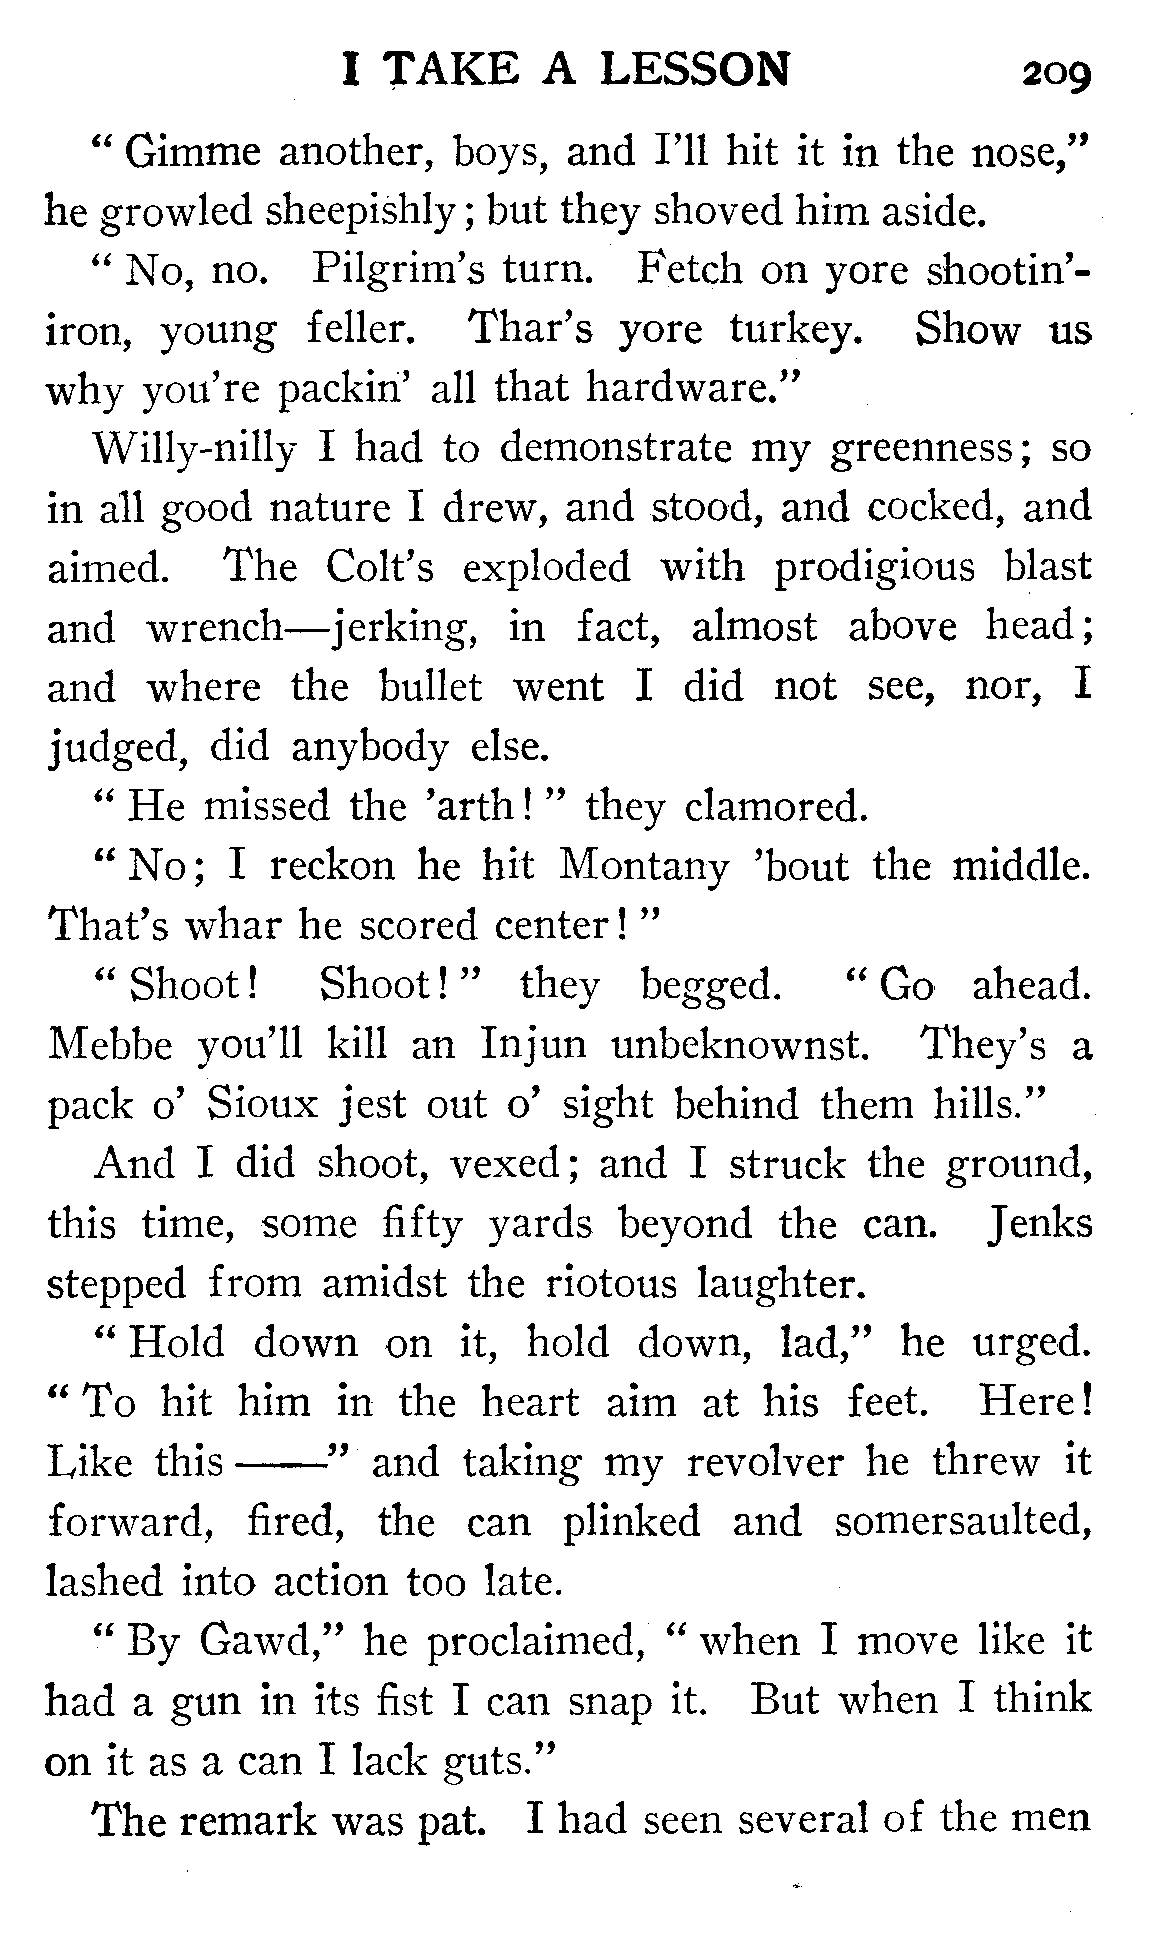 I TAKE A LESSON 209
“ Gimme another, boys, and I’ll hit it in the nose,”
he growled sheepishly; but they shoved him aside.
“ No, no. Pilgrim’s turn. Fetch on yore shootin’-
iron, young feller. Thar’s yore turkey. Show us
why you’re packin’ all that hardware.”
Willy-nilly I had to demonstrate my greenness; so
in all good nature I drew, and stood, and cocked, and
aimed. The Colt’s exploded with prodigious blast
and wrench—jerking, in fact, almost above head;
and where the bullet went I did not see, nor, I
judged, did anybody else.
“ He missed the ’arth! ” they clamored.
“ No; I reckon he hit Montany ’bout the middle.
That’s whar he scored center! ”
“ Shoot! Shoot! ” they begged. “ Go ahead.
Mebbe you’ll kill an Injun unbeknownst. They’s a
pack o’ Sioux jest out o’ sight behind them hills.”
And I did shoot, vexed; and I struck the ground,
this time, some fifty yards beyond the can. Jenks
stepped from amidst the riotous laughter.
“ Hold down on it, hold down, lad,” he urged.
“ To hit him in the heart aim at his feet. Here!
Like this ——” and taking my revolver he threw it
forward, fired, the can plinked and somersaulted,
lashed into action too late.
“ By Gawd,” he proclaimed, “ when I move like it
had a gun in its fist I can snap it. But when I think
on it as a can I lack guts.”
The remark was pat. I had seen several of the men